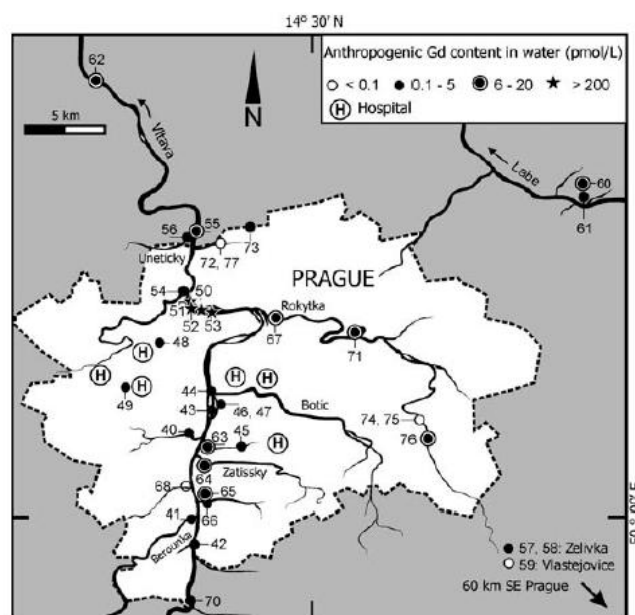 14° 30' N
Anthropogenic Gd content in water (pmol/L)
< 0.1 0.1 - 5 6 - 20 > 200
H Hospital
62
5 km
N
Vltava
Labe
60
61
55
56
73
Uneticky
72, 77
PRAGUE
54
50
51
52
53
Rokytka
67
71
48
H
H
H
49
44
H
H
Botic
43
46, 47
74, 75
76
40
63
45
H
64
Zatissky
68
65
41
66
Berounka
42
57, 58: Zelivka
59: Vlastejovice
60 km SE Prague
70